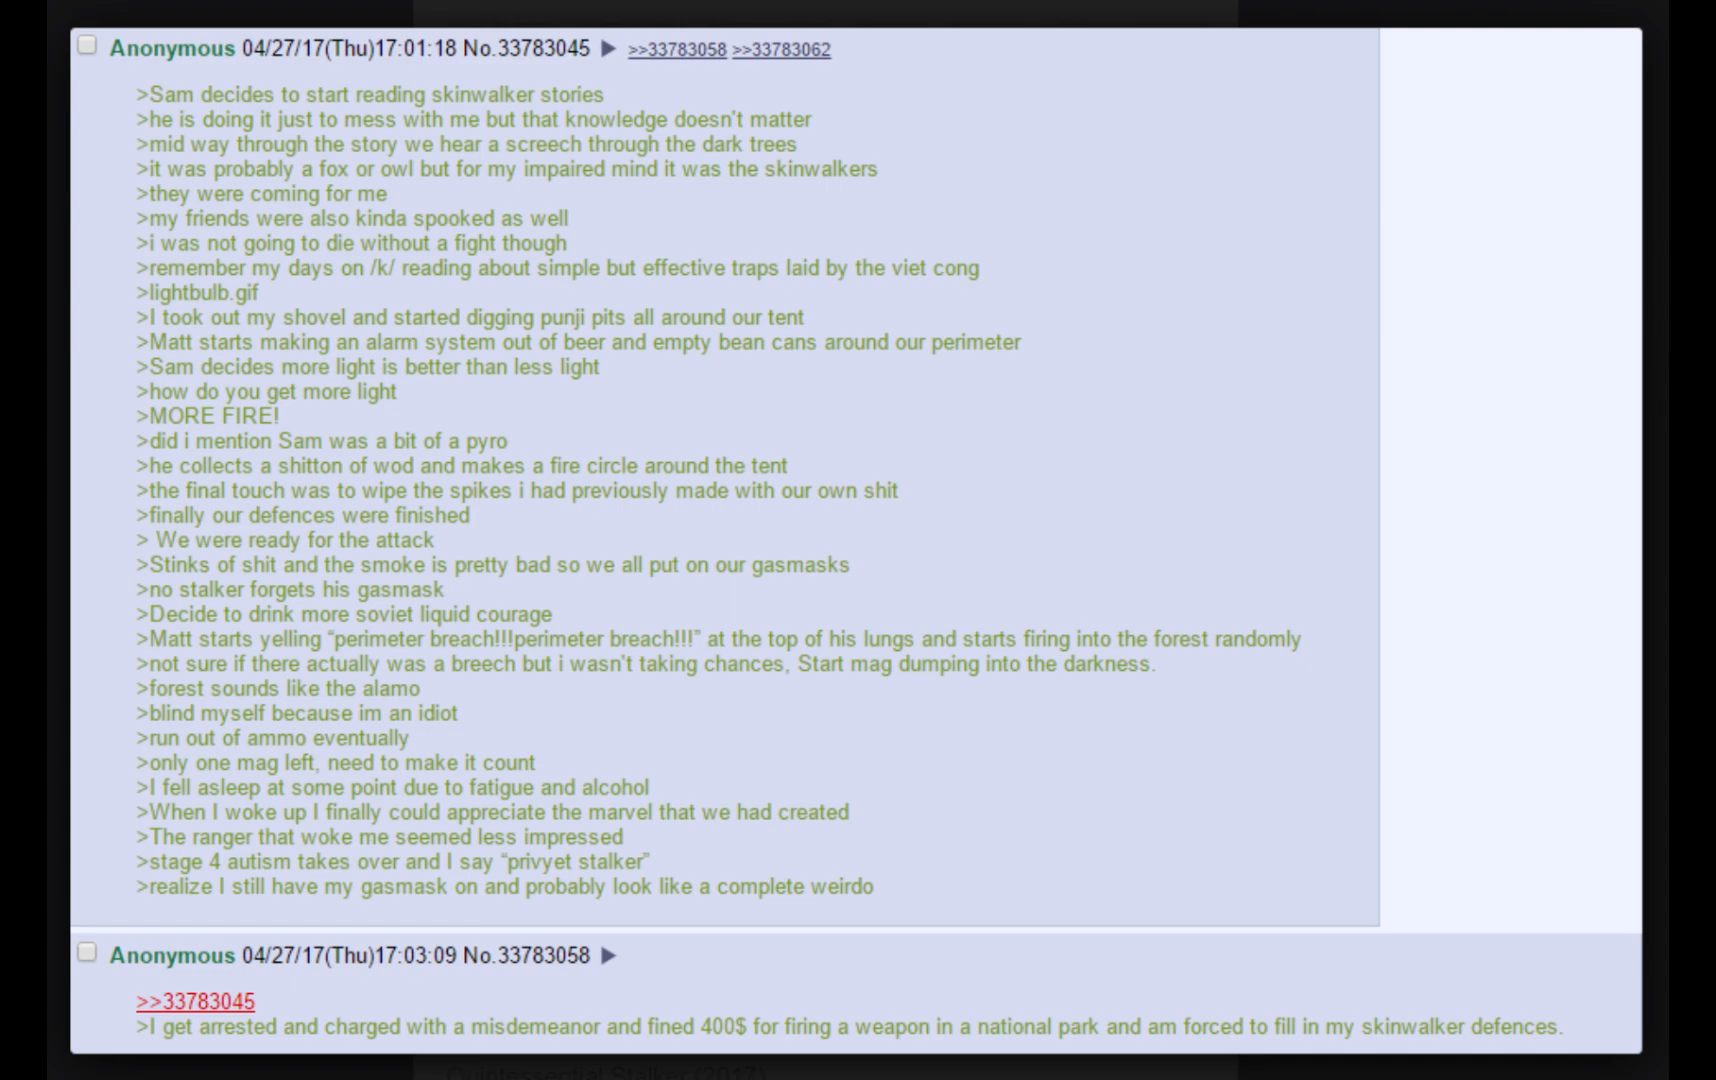 Anonymous 04/27/17(Thu)17:01:18 No.33783045 ▶ >>33783058 >>33783062
>Sam decides to start reading skinwalker stories
>he is doing it just to mess with me but that knowledge doesn't matter
>mid way through the story we hear a screech through the dark trees
>it was probably a fox or owl but for my impaired mind it was the skinwalkers
>they were coming for me
>my friends were also kinda spooked as well
>i was not going to die without a fight though
>remember my days on /k/ reading about simple but effective traps laid by the viet cong
>lightbulb.gif
>I took out my shovel and started digging punji pits all around our tent
>Matt starts making an alarm system out of beer and empty bean cans around our perimeter
>Sam decides more light is better than less light
>how do you get more light
>MORE FIRE!
>did i mention Sam was a bit of a pyro
>he collects a shitton of wod and makes a fire circle around the tent
>the final touch was to wipe the spikes i had previously made with our own shit
>finally our defences were finished
> We were ready for the attack
>Stinks of shit and the smoke is pretty bad so we all put on our gasmasks
>no stalker forgets his gasmask
>Decide to drink more soviet liquid courage
>Matt starts yelling “perimeter breach!!!perimeter breach!!!” at the top of his lungs and starts firing into the forest randomly
>not sure if there actually was a breech but i wasn't taking chances, Start mag dumping into the darkness.
>forest sounds like the alamo
>blind myself because im an idiot
>run out of ammo eventually
>only one mag left, need to make it count
>I fell asleep at some point due to fatigue and alcohol
>When I woke up I finally could appreciate the marvel that we had created
>The ranger that woke me seemed less impressed
>stage 4 autism takes over and I say “privyet stalker”
>realize I still have my gasmask on and probably look like a complete weirdo
Anonymous 04/27/17(Thu)17:03:09 No.33783058 ▶
>>33783045
>I get arrested and charged with a misdemeanor and fined 400$ for firing a weapon in a national park and am forced to fill in my skinwalker defences.
Quintessential Stalker (2017)